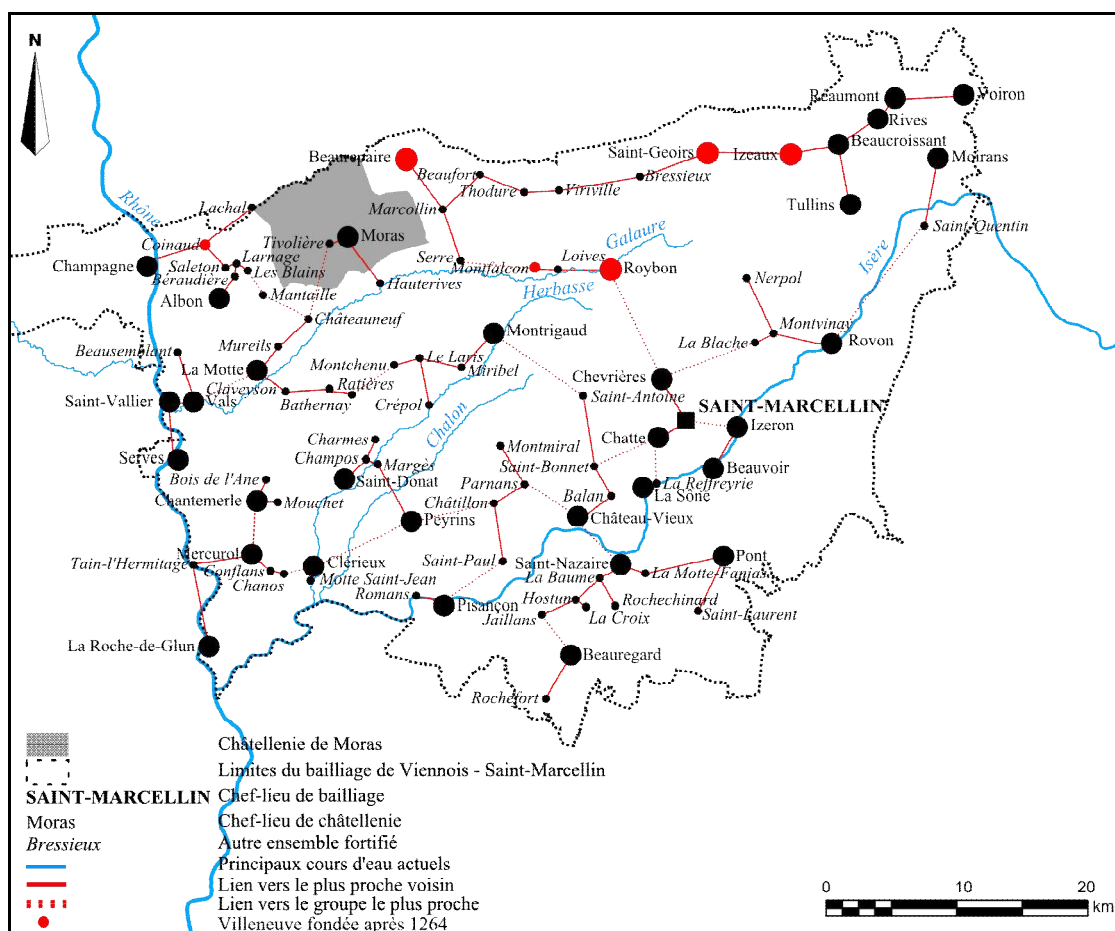 N
Réaumont
Voiron
Rives
Beaurepaire
Saint-Geoirs
Izeaux
Beaucroissant
Moirans
Beaufort
Thodure
Viriville
Bressieux
Rhône
Lachal
Marcollin
Tullins
Tivolière
Moras
Saint-Quentin
Coinaud
Galaure
Isère
Champagne
Saleton
Larnage
Les Blains
Serre
Montfalcon
Loives
Roybon
Béraudière
Hauterives
Nerpol
Albon
Mantaille
Herbasse
Châteauneuf
Montrigaud
Montvinay
Beausemblant
Mureils
La Blache
Rovon
La Motte
Montchenu
Le Laris
Miribel
Chevrières
Claveyson
Ratières
Saint-Antoine
Saint-Vallier
Vals
Bathernay
Crépol
SAINT-MARCELLIN
Chalon
Chatte
Izeron
Charmes
Montmiral
Serves
Champos
Margès
Saint-Bonnet
Beauvoir
Bois de l'Ane
Saint-Donat
Parnans
La Reffreyrie
Chantemerle
Mouchet
Châtillon
Balan
La Sône
Peyrins
Château-Vieux
Mercurol
Pont
Tain-l'Hermitage
Conflans
Clérieux
Saint-Paul
Saint-Nazaire
Chanos
Motte Saint-Jean
La Baume
La Motte-Fanjas
Romans
Pisançon
Hostun
Rochechinard
Jaillans
La Croix
Saint-Laurent
La Roche-de-Glun
Beauregard
Rochefort
Châtellenie de Moras
Limites du bailliage de Viennois - Saint-Marcellin
SAINT-MARCELLIN Chef-lieu de bailliage
Moras Chef-lieu de châtellenie
Bressieux Autre ensemble fortifié
Principaux cours d'eau actuels
Lien vers le plus proche voisin
Lien vers le groupe le plus proche
Villeneuve fondée après 1264
0 10 20
km